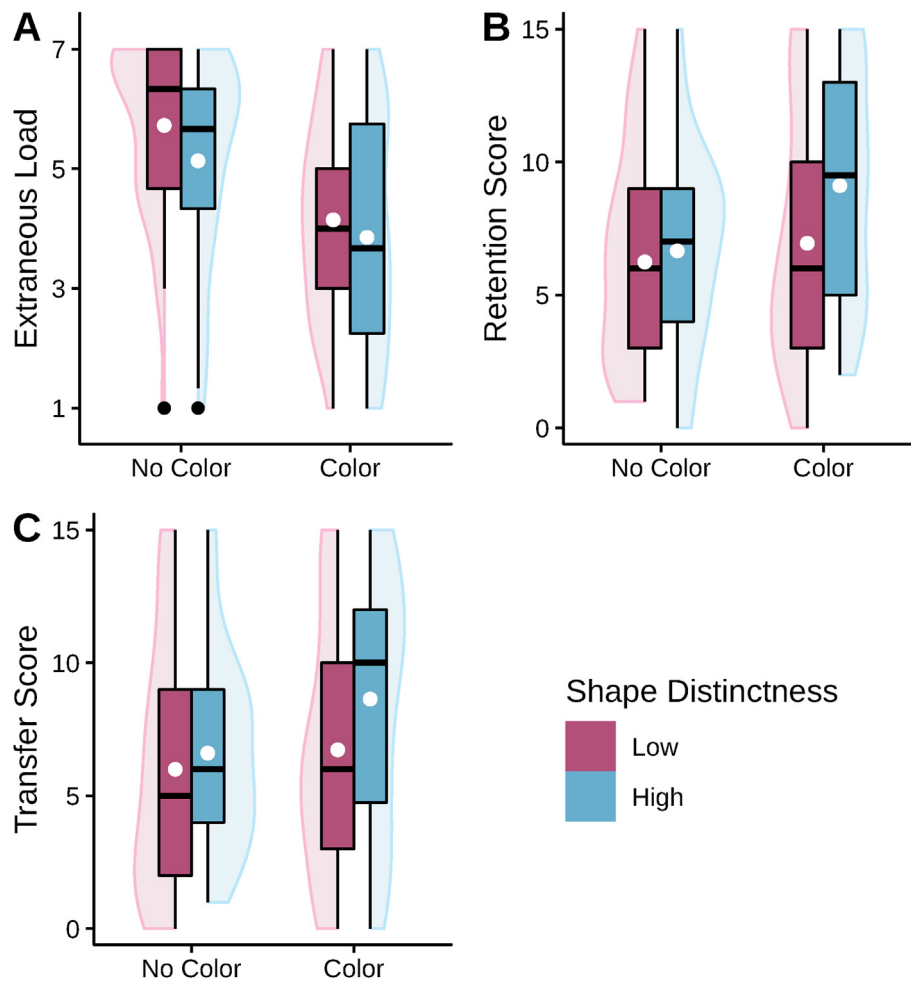 A
Extraneous Load
7
5
3
1
No Color Color
B
Retention Score
15
10
5
0
No Color Color
C
Transfer Score
15
10
5
0
No Color Color
Shape Distinctness
Low
High